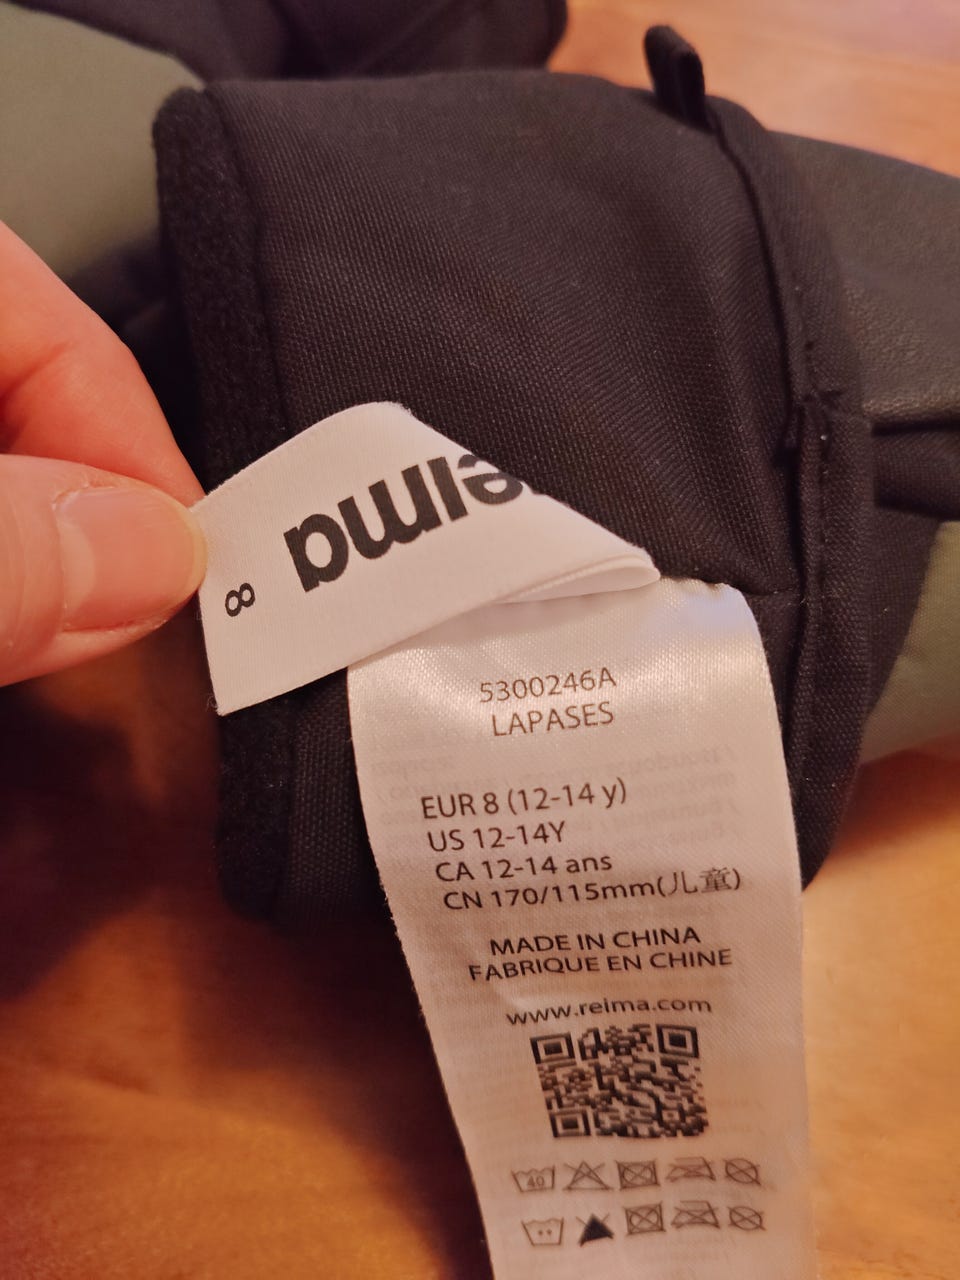 reima
8
5300246A
LAPASES
EUR 8 (12-14 y)
US 12-14Y
CA 12-14 ans
CN 170/115mm(儿童)
MADE IN CHINA
FABRIQUE EN CHINE
www.reima.com
40